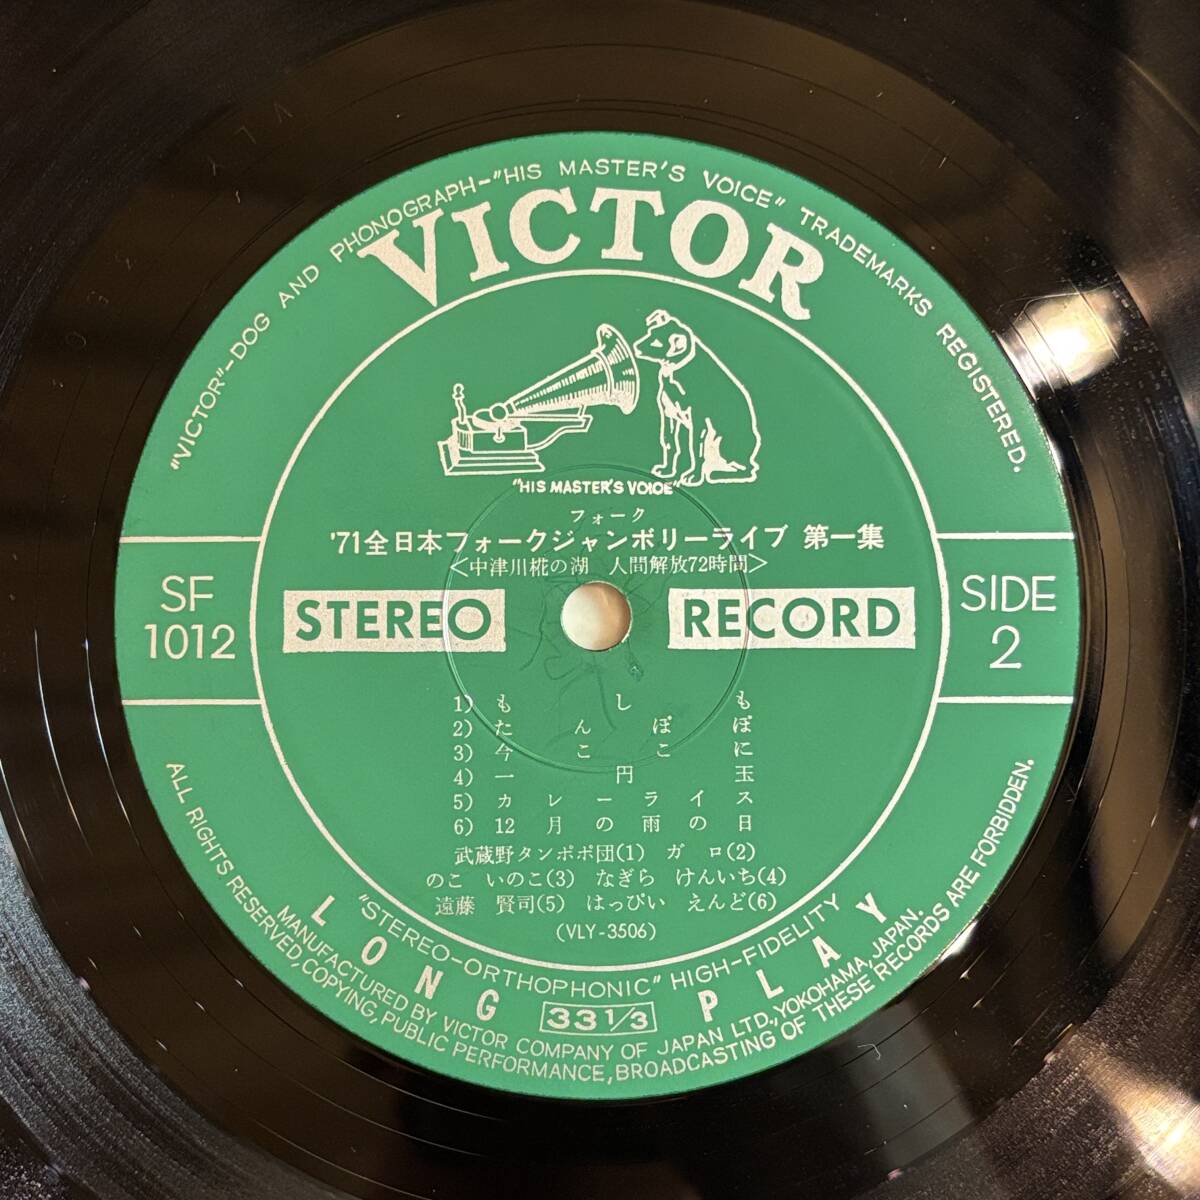 "VICTOR"–DOG AND PHONOGRAPH–"HIS MASTER'S VOICE" TRADEMARKS REGISTERED.
VICTOR
"HIS MASTER'S VOICE"
フォーク
'71全日本フォークジャンボリーライブ 第一集
<中津川椛の湖 人間解放72時間>
SF
1012
STEREO RECORD
SIDE
2
1) もしも
2) たんぽぽ
3) 今ここに
4) 一円玉
5) カレーライス
6) 12月の雨の日
武蔵野タンポポ団(1) ガロ(2)
のこ いのこ(3) なぎら けんいち(4)
遠藤 賢司(5) はっぴい えんど(6)
(VLY-3506)
"STEREO-ORTHOPHONIC" HIGH-FIDELITY
LONG PLAY
33 1/3
MANUFACTURED BY VICTOR COMPANY OF JAPAN LTD., YOKOHAMA, JAPAN.
ALL RIGHTS RESERVED, COPYING, PUBLIC PERFORMANCE, BROADCASTING OF THESE RECORDS ARE FORBIDDEN.